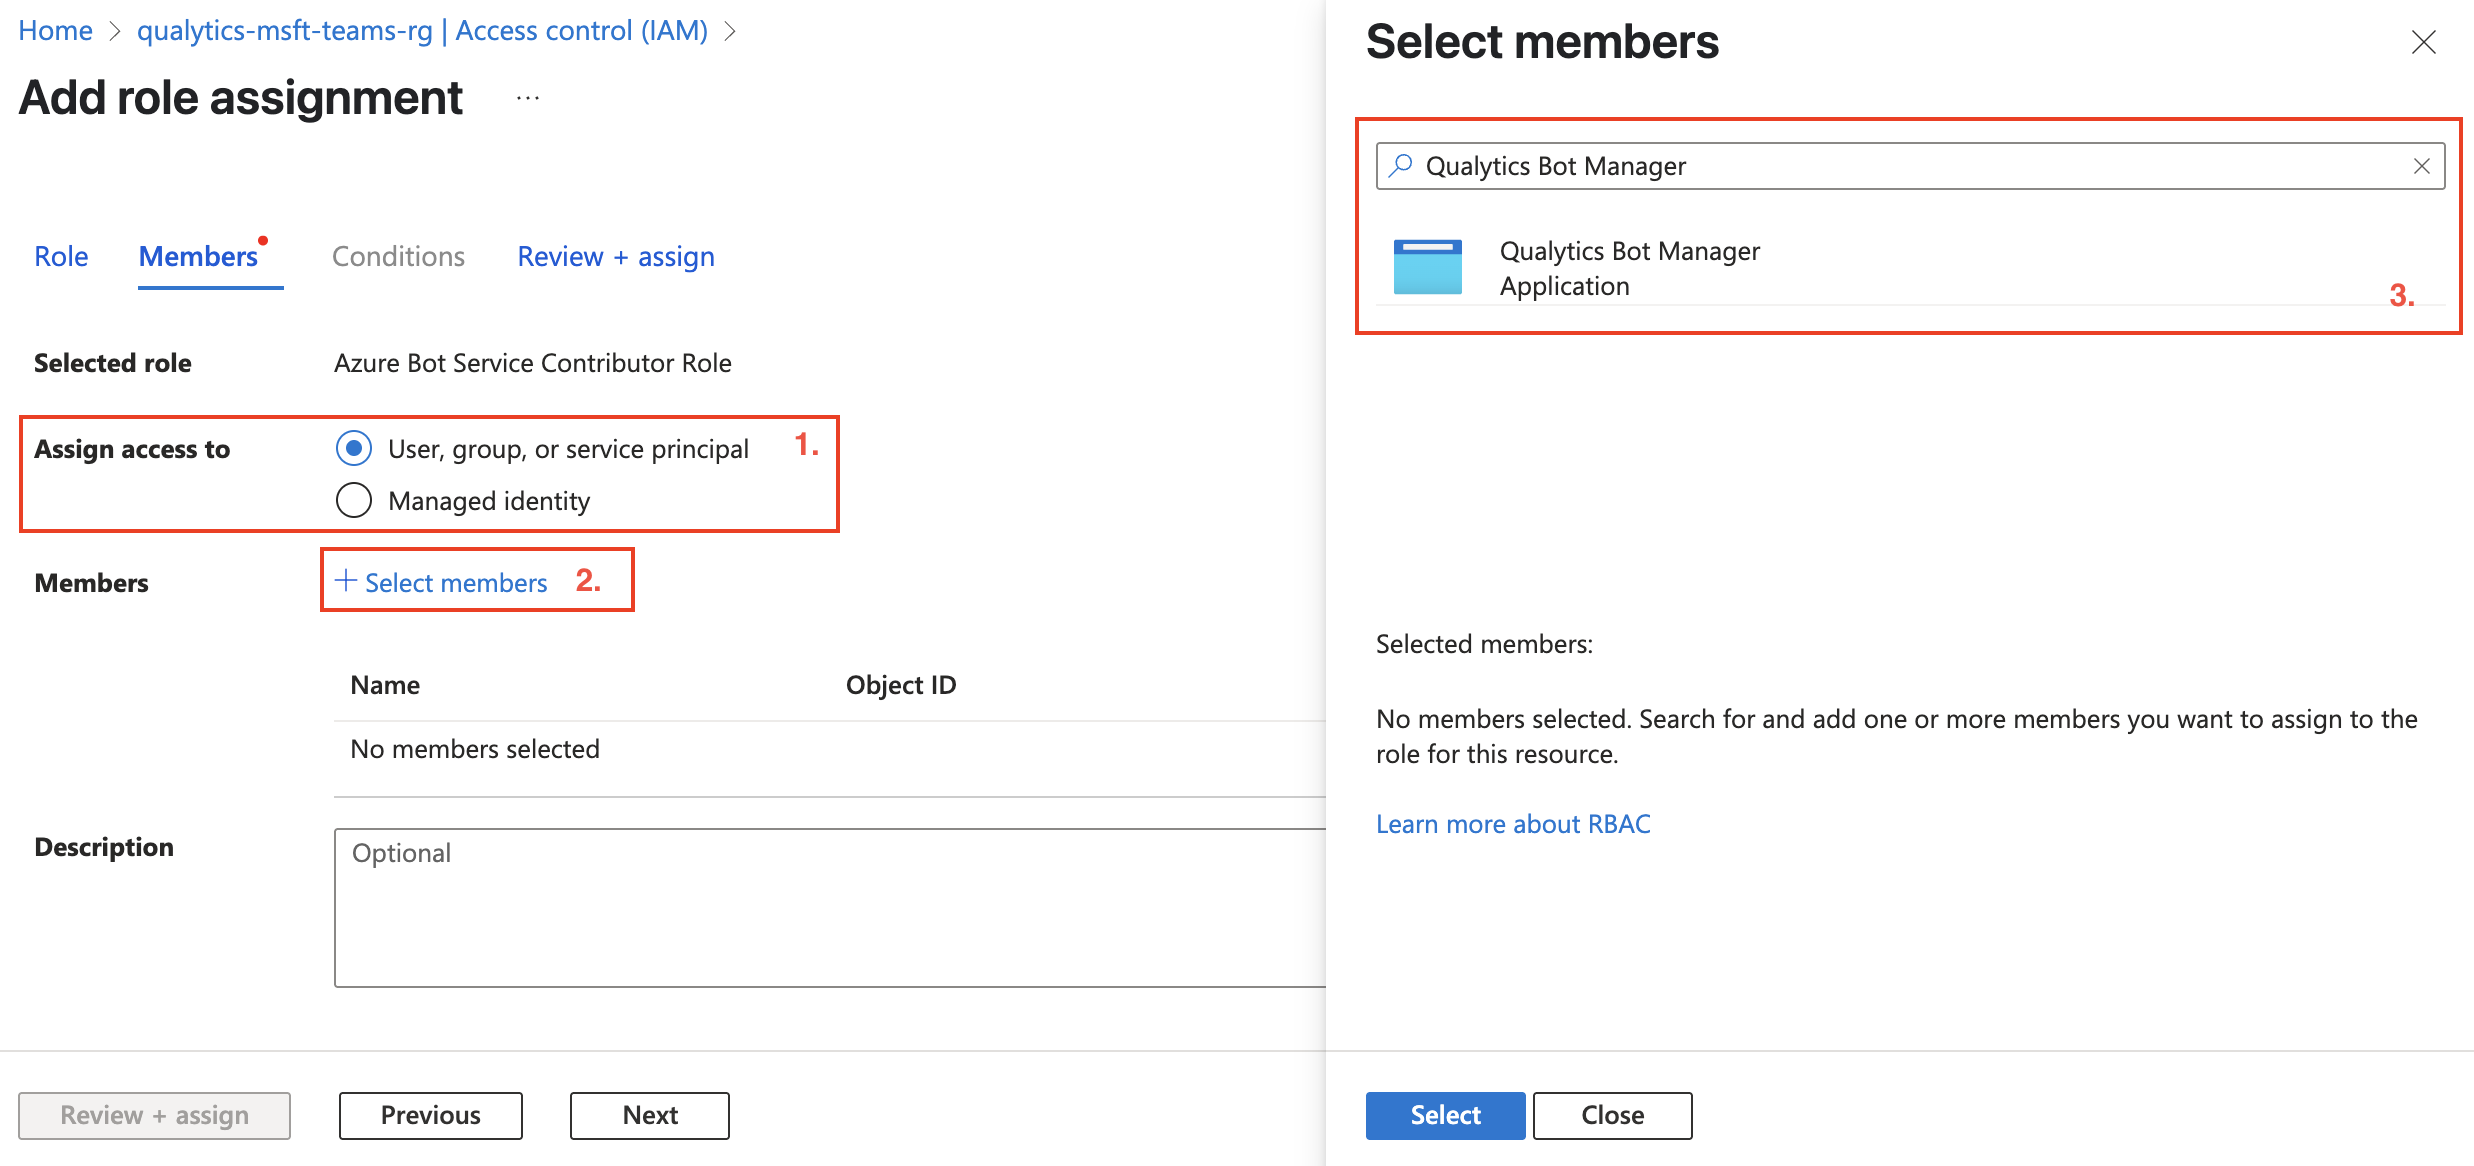 Home > qualytics-msft-teams-rg | Access control (IAM) >
Add role assignment ...
Role Members Conditions Review + assign
Selected role Azure Bot Service Contributor Role
Assign access to User, group, or service principal 1.
Managed identity
Members + Select members 2.
Name Object ID
No members selected
Description Optional
Review + assign Previous Next
Select members
Qualytics Bot Manager
Qualytics Bot Manager
Application
3.
Selected members:
No members selected. Search for and add one or more members you want to assign to the
role for this resource.
Learn more about RBAC
Select Close